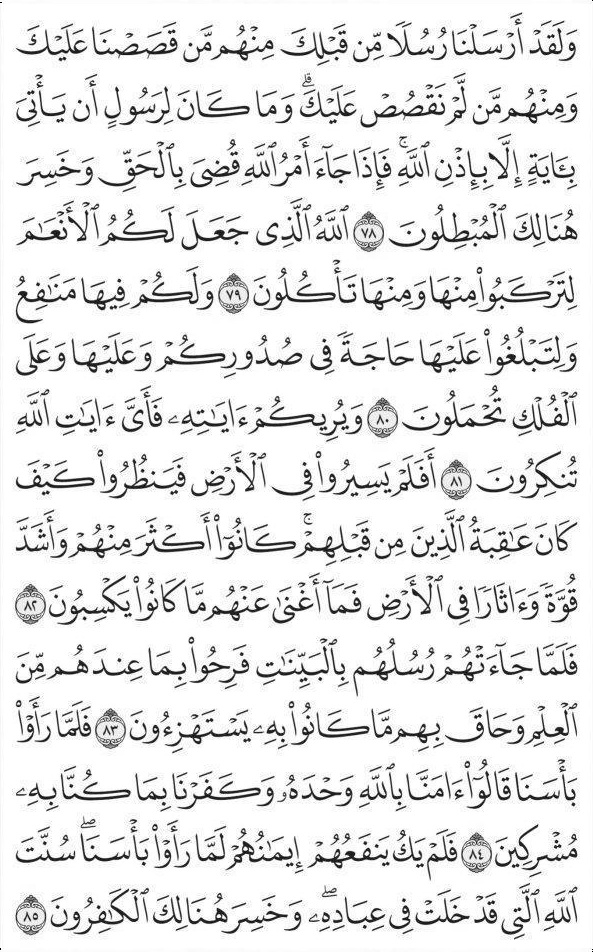 وَلَقَدْ أَرْسَلْنَا رُسُلًا مِّن قَبْلِكَ مِنْهُم مَّن قَصَصْنَا عَلَيْكَ
وَمِنْهُم مَّن لَّمْ نَقْصُصْ عَلَيْكَ ۗ وَمَا كَانَ لِرَسُولٍ أَن يَأْتِيَ
بِـَٔايَةٍ إِلَّا بِإِذْنِ ٱللَّهِ ۚ فَإِذَا جَآءَ أَمْرُ ٱللَّهِ قُضِيَ بِٱلْحَقِّ وَخَسِرَ
هُنَالِكَ ٱلْمُبْطِلُونَ ٧٨ ٱللَّهُ ٱلَّذِى جَعَلَ لَكُمُ ٱلْأَنْعَٰمَ
لِتَرْكَبُوا۟ مِنْهَا وَمِنْهَا تَأْكُلُونَ ٧٩ وَلَكُمْ فِيهَا مَنَٰفِعُ
وَلِتَبْلُغُوا۟ عَلَيْهَا حَاجَةً فِى صُدُورِكُمْ وَعَلَيْهَا وَعَلَى
ٱلْفُلْكِ تُحْمَلُونَ ٨٠ وَيُرِيكُمْ ءَايَٰتِهِۦ فَأَىَّ ءَايَٰتِ ٱللَّهِ
تُنكِرُونَ ٨١ أَفَلَمْ يَسِيرُوا۟ فِى ٱلْأَرْضِ فَيَنظُرُوا۟ كَيْفَ
كَانَ عَٰقِبَةُ ٱلَّذِينَ مِن قَبْلِهِمْ ۚ كَانُوٓا۟ أَكْثَرَ مِنْهُمْ وَأَشَدَّ
قُوَّةً وَءَاثَارًا فِى ٱلْأَرْضِ فَمَآ أَغْنَىٰ عَنْهُم مَّا كَانُوا۟ يَكْسِبُونَ ٨٢
فَلَمَّا جَآءَتْهُمْ رُسُلُهُم بِٱلْبَيِّنَٰتِ فَرِحُوا۟ بِمَا عِندَهُم مِّنَ
ٱلْعِلْمِ وَحَاقَ بِهِم مَّا كَانُوا۟ بِهِۦ يَسْتَهْزِءُونَ ٨٣ فَلَمَّا رَأَوْا۟
بَأْسَنَا قَالُوٓا۟ ءَامَنَّا بِٱللَّهِ وَحْدَهُۥ وَكَفَرْنَا بِمَا كُنَّا بِهِۦ
مُشْرِكِينَ ٨٤ فَلَمْ يَكُ يَنفَعُهُمْ إِيمَٰنُهُمْ لَمَّا رَأَوْا۟ بَأْسَنَا ۖ سُنَّتَ
ٱللَّهِ ٱلَّتِى قَدْ خَلَتْ فِى عِبَادِهِۦ ۖ وَخَسِرَ هُنَالِكَ ٱلْكَٰفِرُونَ ٨٥